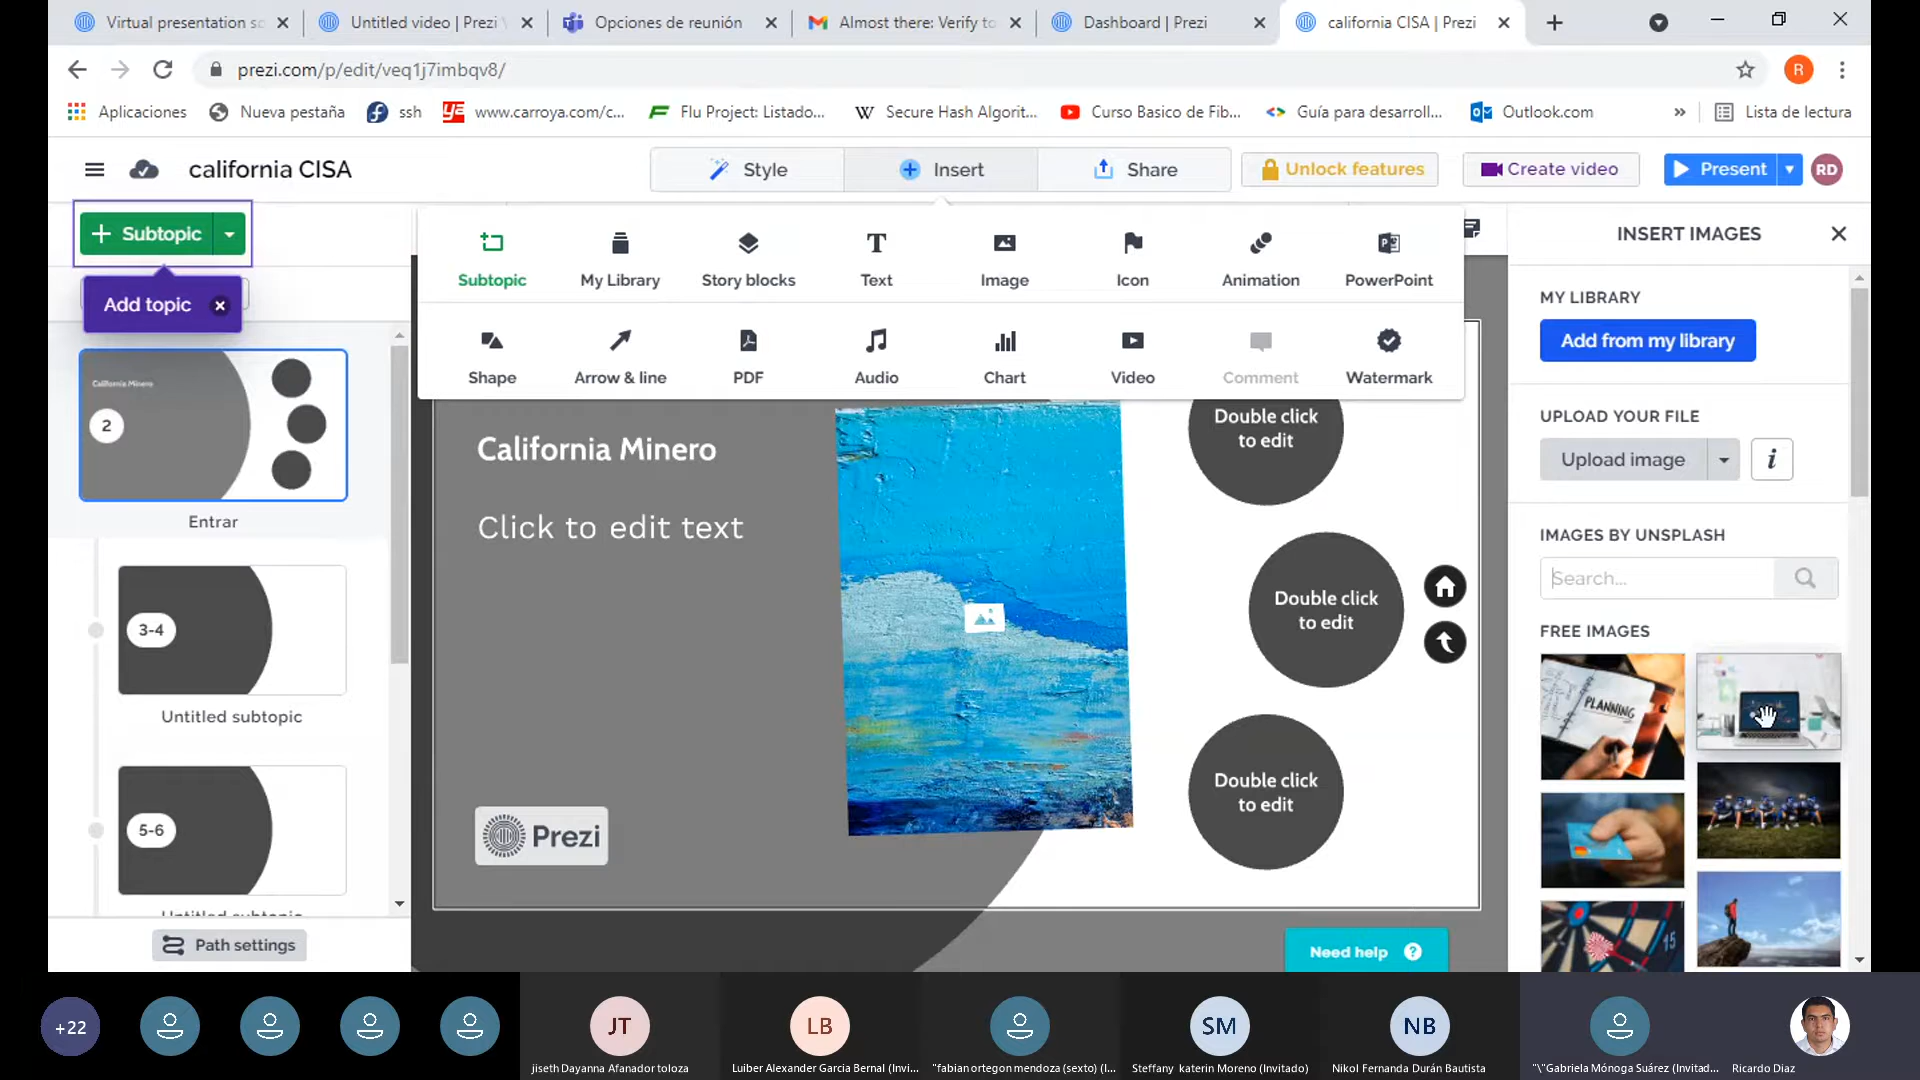 Virtual presentation so
Untitled video | Prezi
Opciones de reunión
Almost there: Verify to
Dashboard | Prezi
california CISA | Prezi
prezi.com/p/edit/veq1j7imbqv8/
R
Aplicaciones
Nueva pestaña
ssh
www.carroya.com/c...
Flu Project: Listado...
Secure Hash Algorit...
Curso Basico de Fib...
Guía para desarroll...
Outlook.com
Lista de lectura
california CISA
Style
Insert
Share
Unlock features
Create video
Present
RD
Subtopic
Add topic
Subtopic
My Library
Story blocks
Text
Image
Icon
Animation
PowerPoint
Shape
Arrow & line
PDF
Audio
Chart
Video
Comment
Watermark
INSERT IMAGES
MY LIBRARY
Add from my library
UPLOAD YOUR FILE
Upload image
i
IMAGES BY UNSPLASH
Search...
FREE IMAGES
PLANNING
15
California Minero
2
Entrar
3-4
Untitled subtopic
5-6
Untitled subtopic
Path settings
California Minero
Click to edit text
Prezi
Double click
to edit
Double click
to edit
Double click
to edit
Need help ?
+22
JT
LB
SM
NB
jiseth Dayanna Afanador toloza
Luiber Alexander Garcia Bernal (Invi...
"fabian ortegon mendoza (sexto) (I...
Steffany katerin Moreno (Invitado)
Nikol Fernanda Durán Bautista
"\"Gabriela Mónoga Suárez (Invitad...
Ricardo Diaz